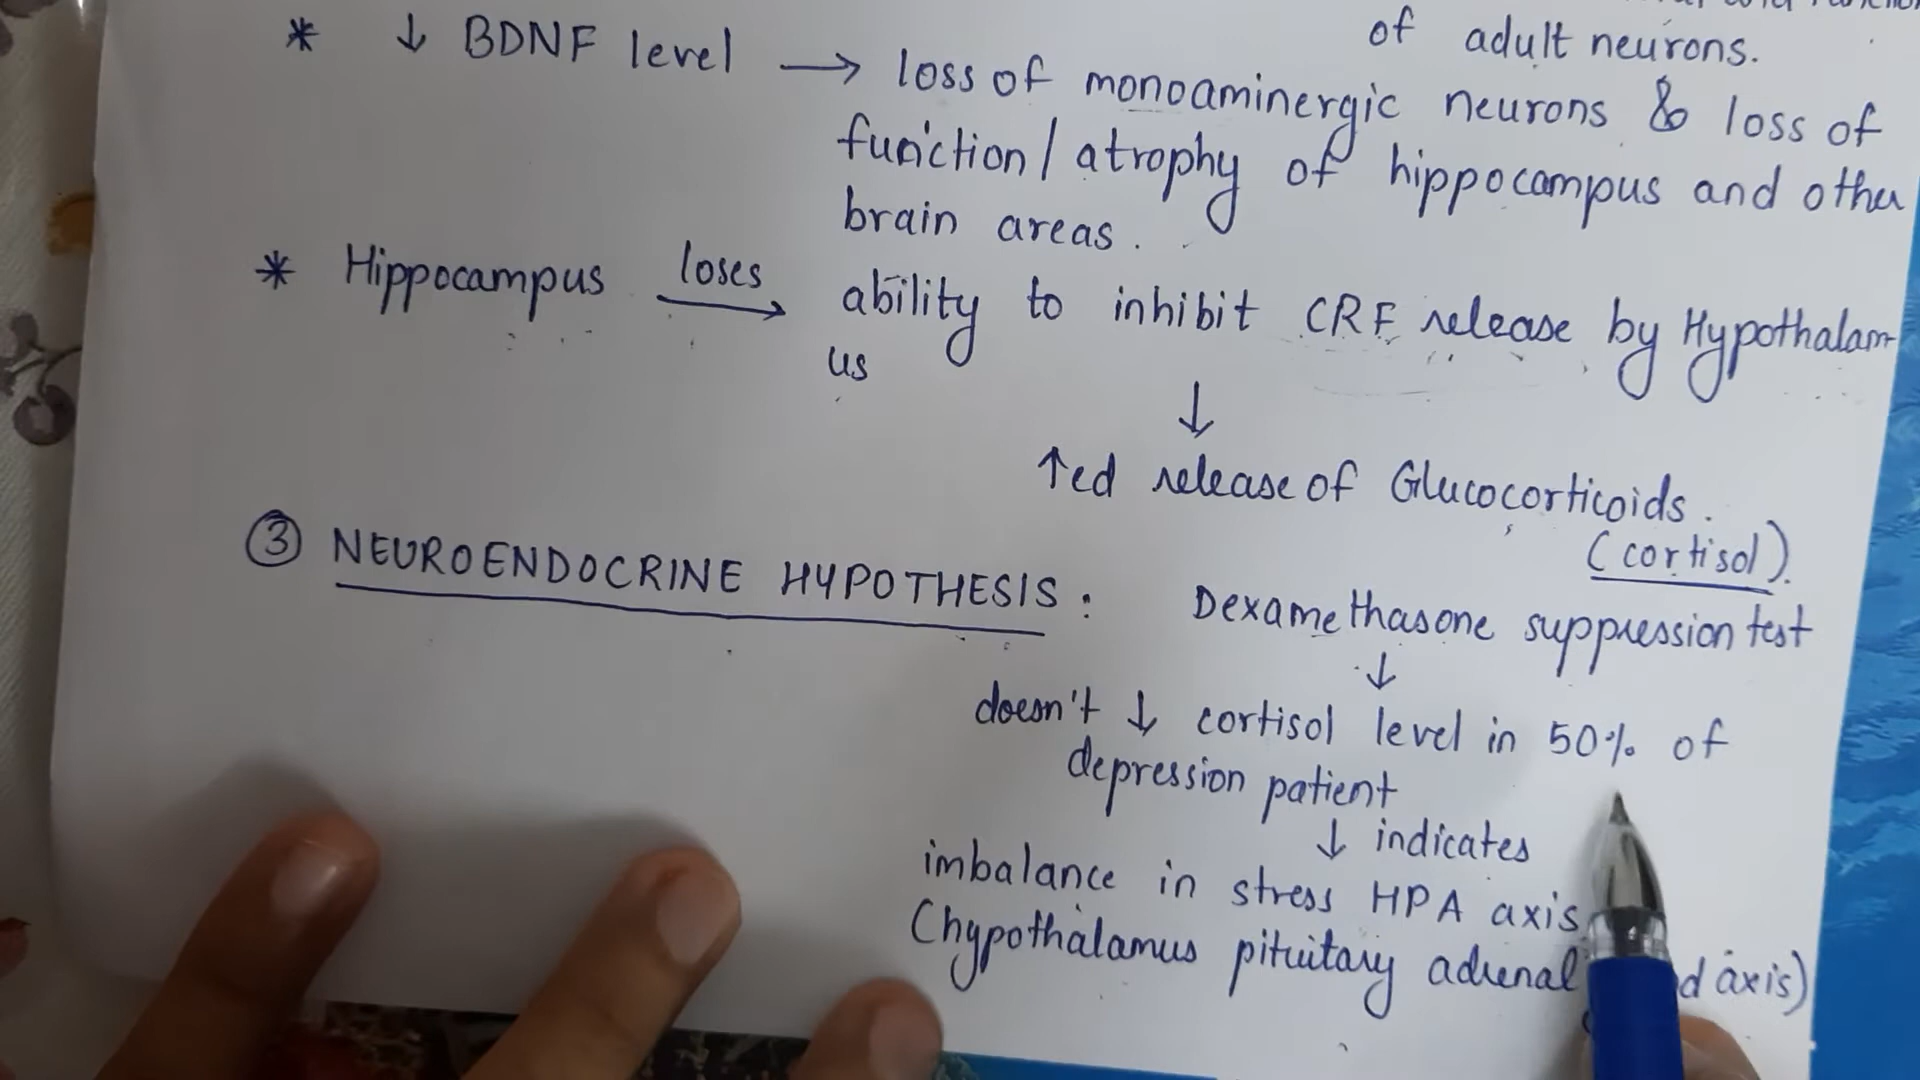 of adult neurons.
* ↓ BDNF level → loss of monoaminergic neurons & loss of
function/atrophy of hippocampus and other
brain areas.
* Hippocampus loses → ability to inhibit CRF release by Hypothalam-
us
↓
↑ed release of Glucocorticoids.
(cortisol).
③ NEUROENDOCRINE HYPOTHESIS : Dexamethasone suppression test
↓
doesn't ↓ cortisol level in 50% of
depression patient
↓ indicates
imbalance in stress HPA axis
(hypothalamus pituitary adrenal axis)